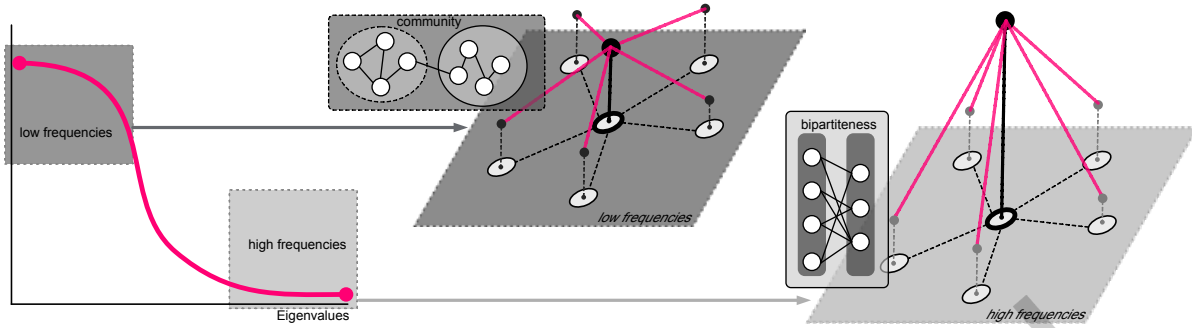 community
low frequencies
bipartiteness
low frequencies
high frequencies
Eigenvalues
high frequencies